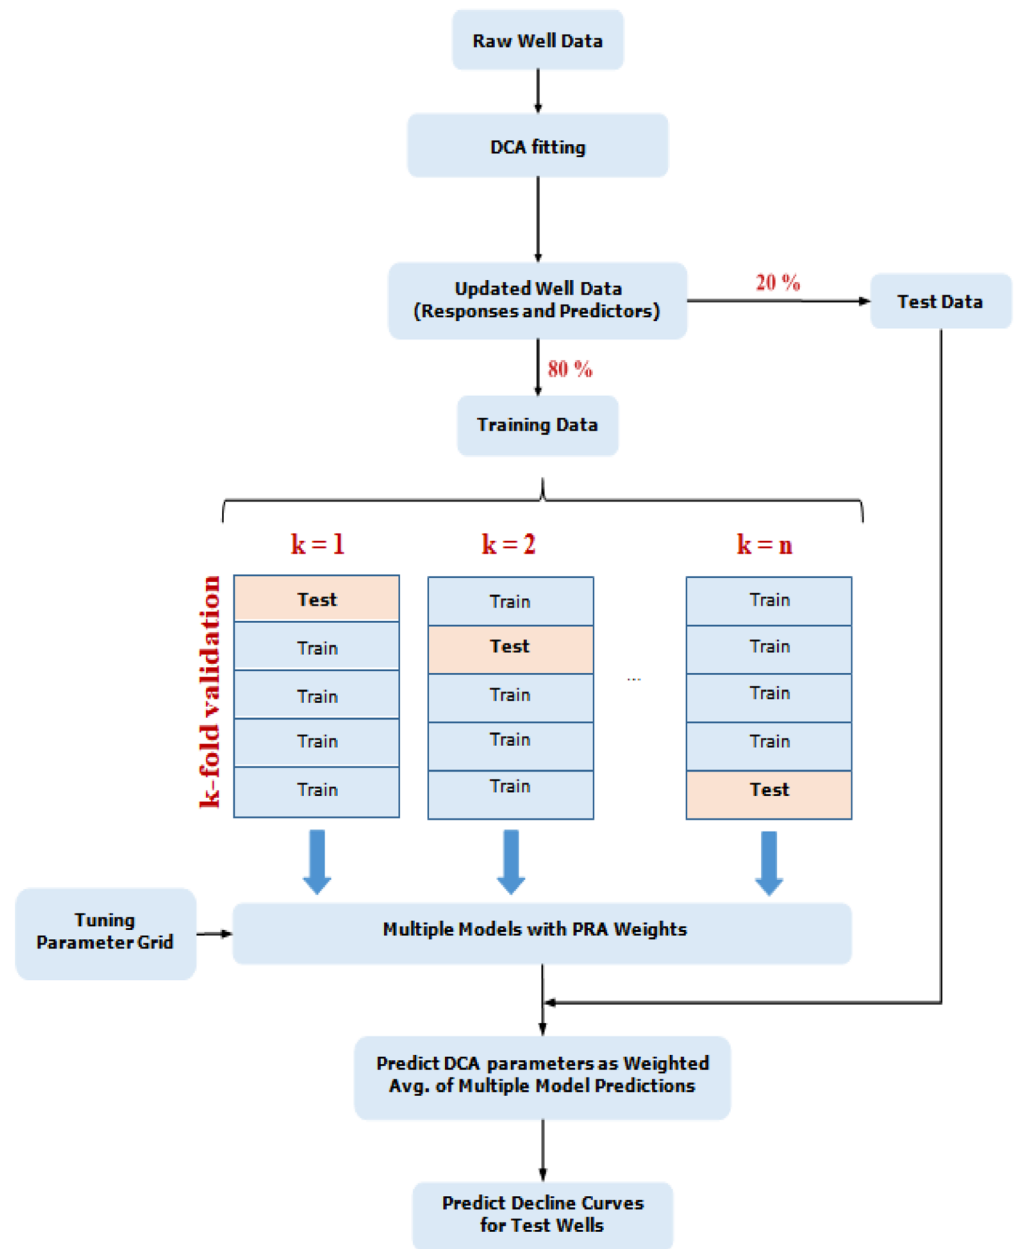 Raw Well Data
DCA fitting
Updated Well Data
(Responses and Predictors)
20 %
Test Data
80 %
Training Data
k-fold validation
k = 1
k = 2
k = n
Test
Train
Train
Train
Train
Train
Test
Train
Train
Train
...
Train
Train
Train
Train
Test
Tuning
Parameter Grid
Multiple Models with PRA Weights
Predict DCA parameters as Weighted
Avg. of Multiple Model Predictions
Predict Decline Curves
for Test Wells